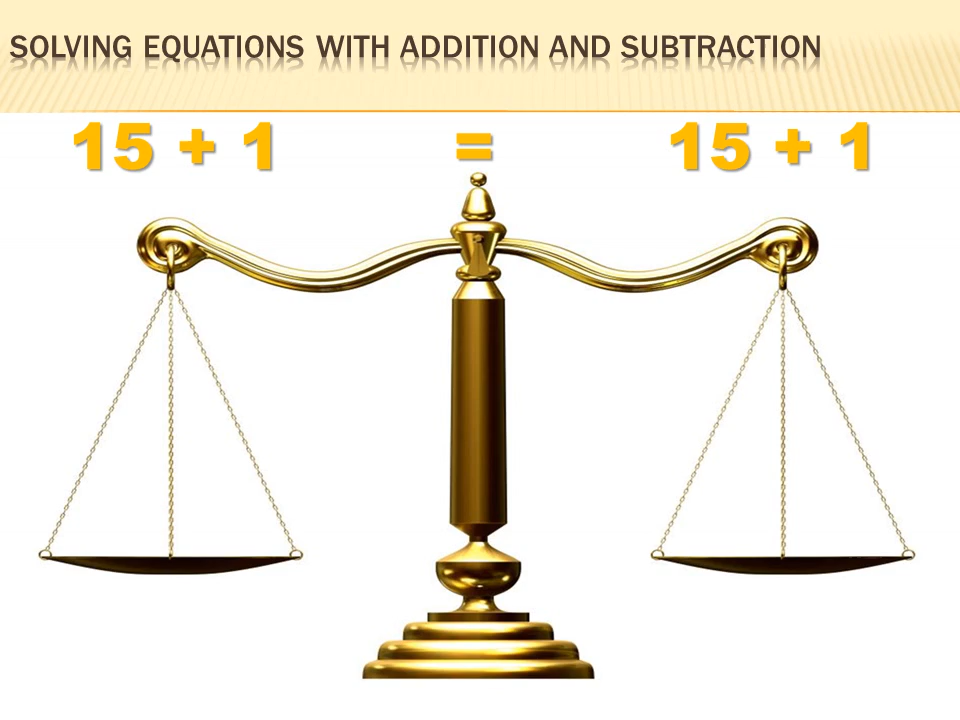 SOLVING EQUATIONS WITH ADDITION AND SUBTRACTION
15 + 1 = 15 + 1